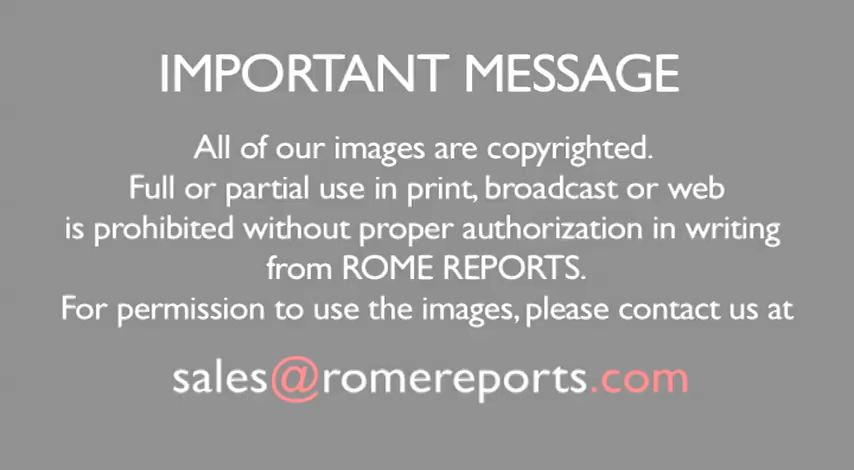 IMPORTANT MESSAGE
All of our images are copyrighted.
Full or partial use in print, broadcast or web
is prohibited without proper authorization in writing
from ROME REPORTS.
For permission to use the images, please contact us at
sales@romereports.com